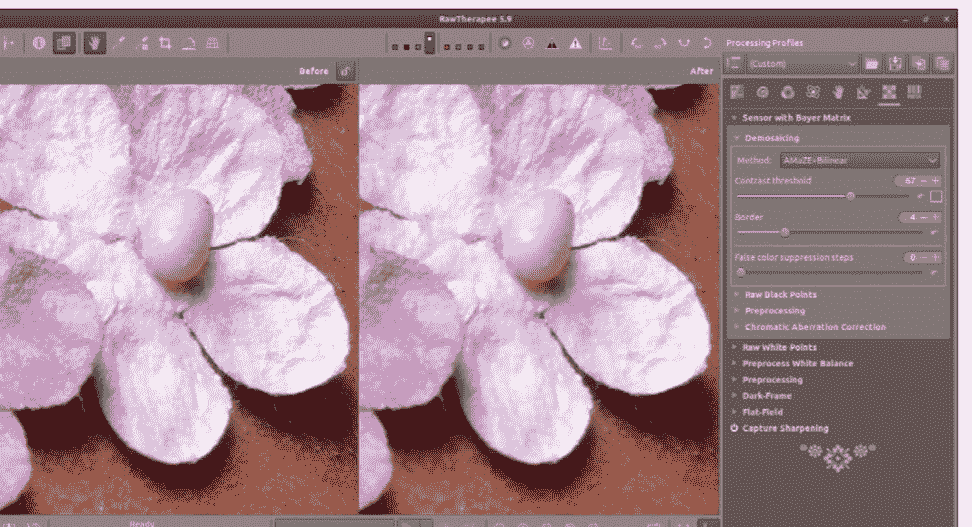 RawTherapee 5.9
Processing Profiles
Before
After
(Custom)
Sensor with Bayer Matrix
Demosaicing
Method: AMaZE+Bilinear
Contrast threshold 67
Border 4
False color suppression steps 0
Raw Black Points
Preprocessing
Chromatic Aberration Correction
Raw White Points
Preprocess White Balance
Preprocessing
Dark-Frame
Flat-Field
Capture Sharpening
Ready